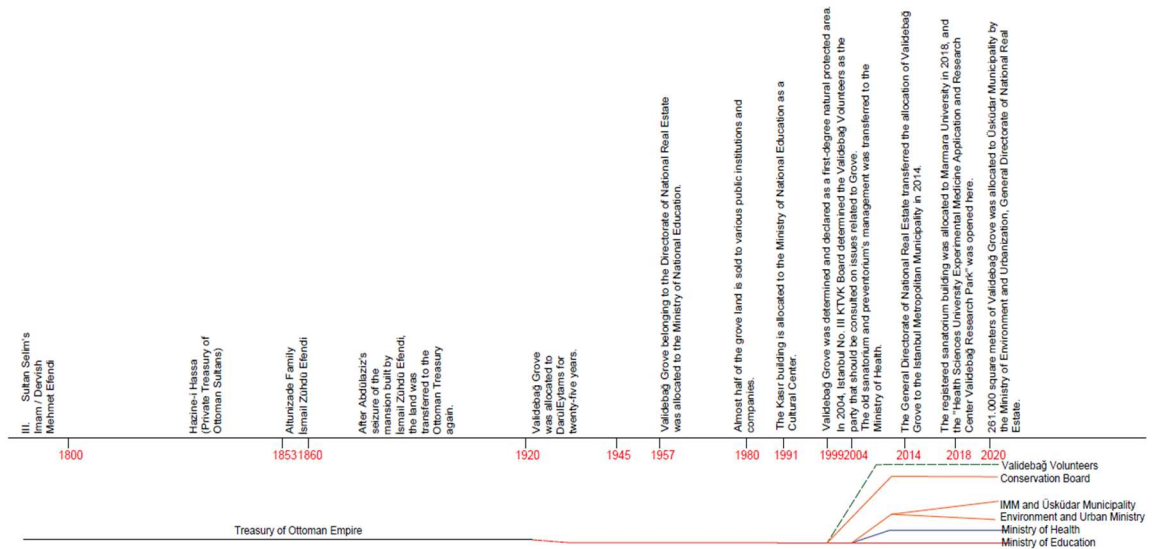 III. Sultan Selim's
Imam / Dervish
Mehmet Efendi
Hazine-i Hassa
(Private Treasury of
Ottoman Sultans)
Altunizade Family
İsmail Zühdü Efendi
After Abdülaziz's
seizure of the
mansion built by
İsmail Zühdü Efendi,
the land was
transferred to the
Ottoman Treasury
again.
Validebağ Grove
was allocated to
DarulEytams for
twenty-five years.
Validebağ Grove belonging to the Directorate of National Real Estate
was allocated to the Ministry of National Education.
Almost half of the grove land is sold to various public institutions and
companies.
The Kasır building is allocated to the Ministry of National Education as a
Cultural Center.
Validebağ Grove was determined and declared as a first-degree natural protected area.
In 2004, Istanbul No. III KTVK Board determined the Validebağ Volunteers as the
party that should be consulted on issues related to Grove.
The old sanatorium and preventorium's management was transferred to the
Ministry of Health.
The General Directorate of National Real Estate transferred the allocation of Validebağ
Grove to the Istanbul Metropolitan Municipality in 2014.
The registered sanatorium building was allocated to Marmara University in 2018, and
the "Health Sciences University Experimental Medicine Application and Research
Center Validebağ Research Park" was opened here.
261.000 square meters of Validebağ Grove was allocated to Üsküdar Municipality by
the Ministry of Environment and Urbanization, General Directorate of National Real
Estate.
1800
1853
1860
1920
1945
1957
1980
1991
1999
2004
2014
2018
2020
Validebağ Volunteers
Conservation Board
IMM and Üsküdar Municipality
Environment and Urban Ministry
Ministry of Health
Ministry of Education
Treasury of Ottoman Empire